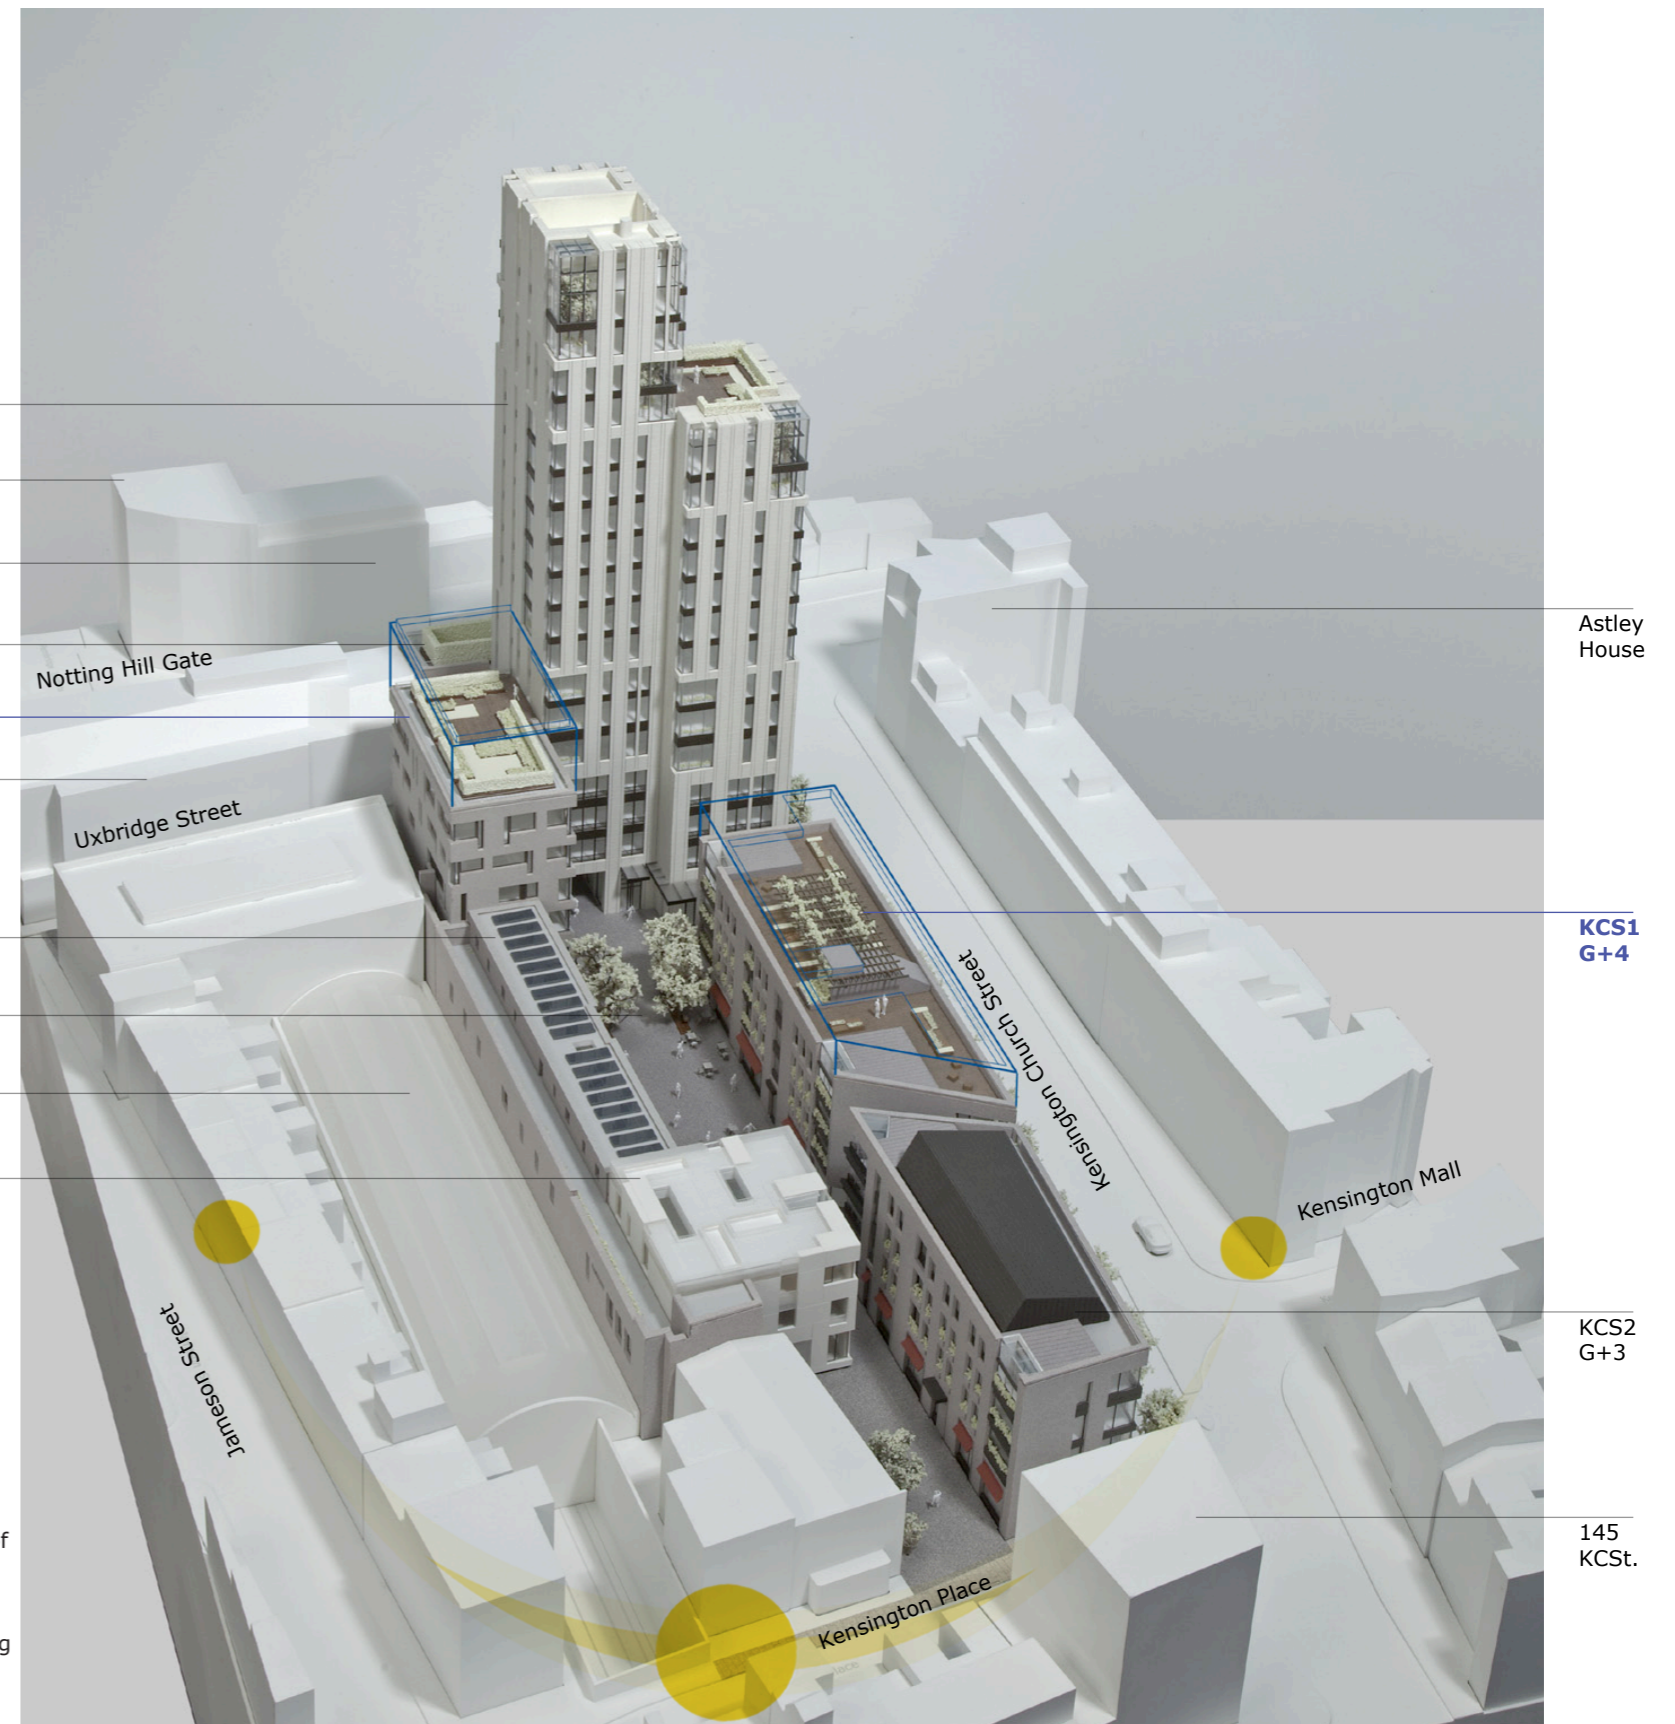 Notting Hill Gate
Uxbridge Street
Astley
House
KCS1
G+4
Kensington Church Street
Kensington Mall
Jameson Street
KCS2
G+3
Kensington Place
145
KCSt.
f
g